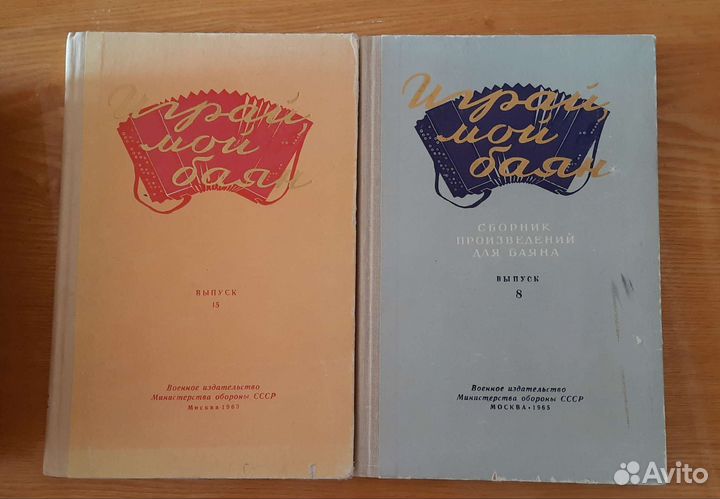 Играй,
мой
баян
ВЫПУСК
15
Военное издательство
Министерства обороны СССР
Москва 1963
Играй,
мой
баян
СБОРНИК
ПРОИЗВЕДЕНИЙ
ДЛЯ БАЯНА
ВЫПУСК
8
Военное издательство
Министерства обороны СССР
МОСКВА • 1965
Avito